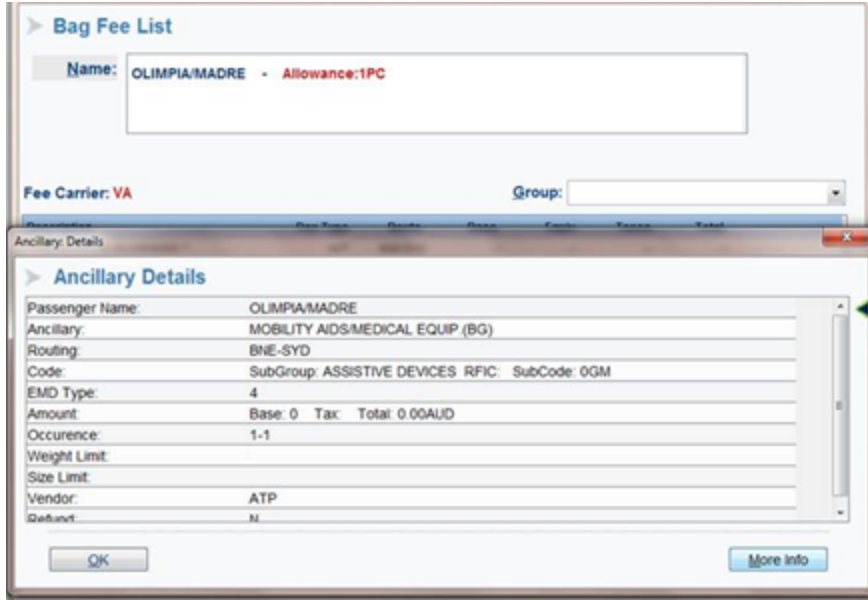 Bag Fee List
Name: OLIMPIA/MADRE - Allowance:1PC
Fee Carrier: VA Group:
Ancillary: Details
Ancillary Details
Passenger Name: OLIMPIA/MADRE
Ancillary: MOBILITY AIDS/MEDICAL EQUIP.(BG)
Routing: BNE-SYD
Code: SubGroup: ASSISTIVE DEVICES RFIC: SubCode: 0GM
EMD Type: 4
Amount: Base: 0 Tax: Total: 0.00AUD
Occurence: 1-1
Weight Limit:
Size Limit:
Vendor: ATP
Refund: N
OK More Info